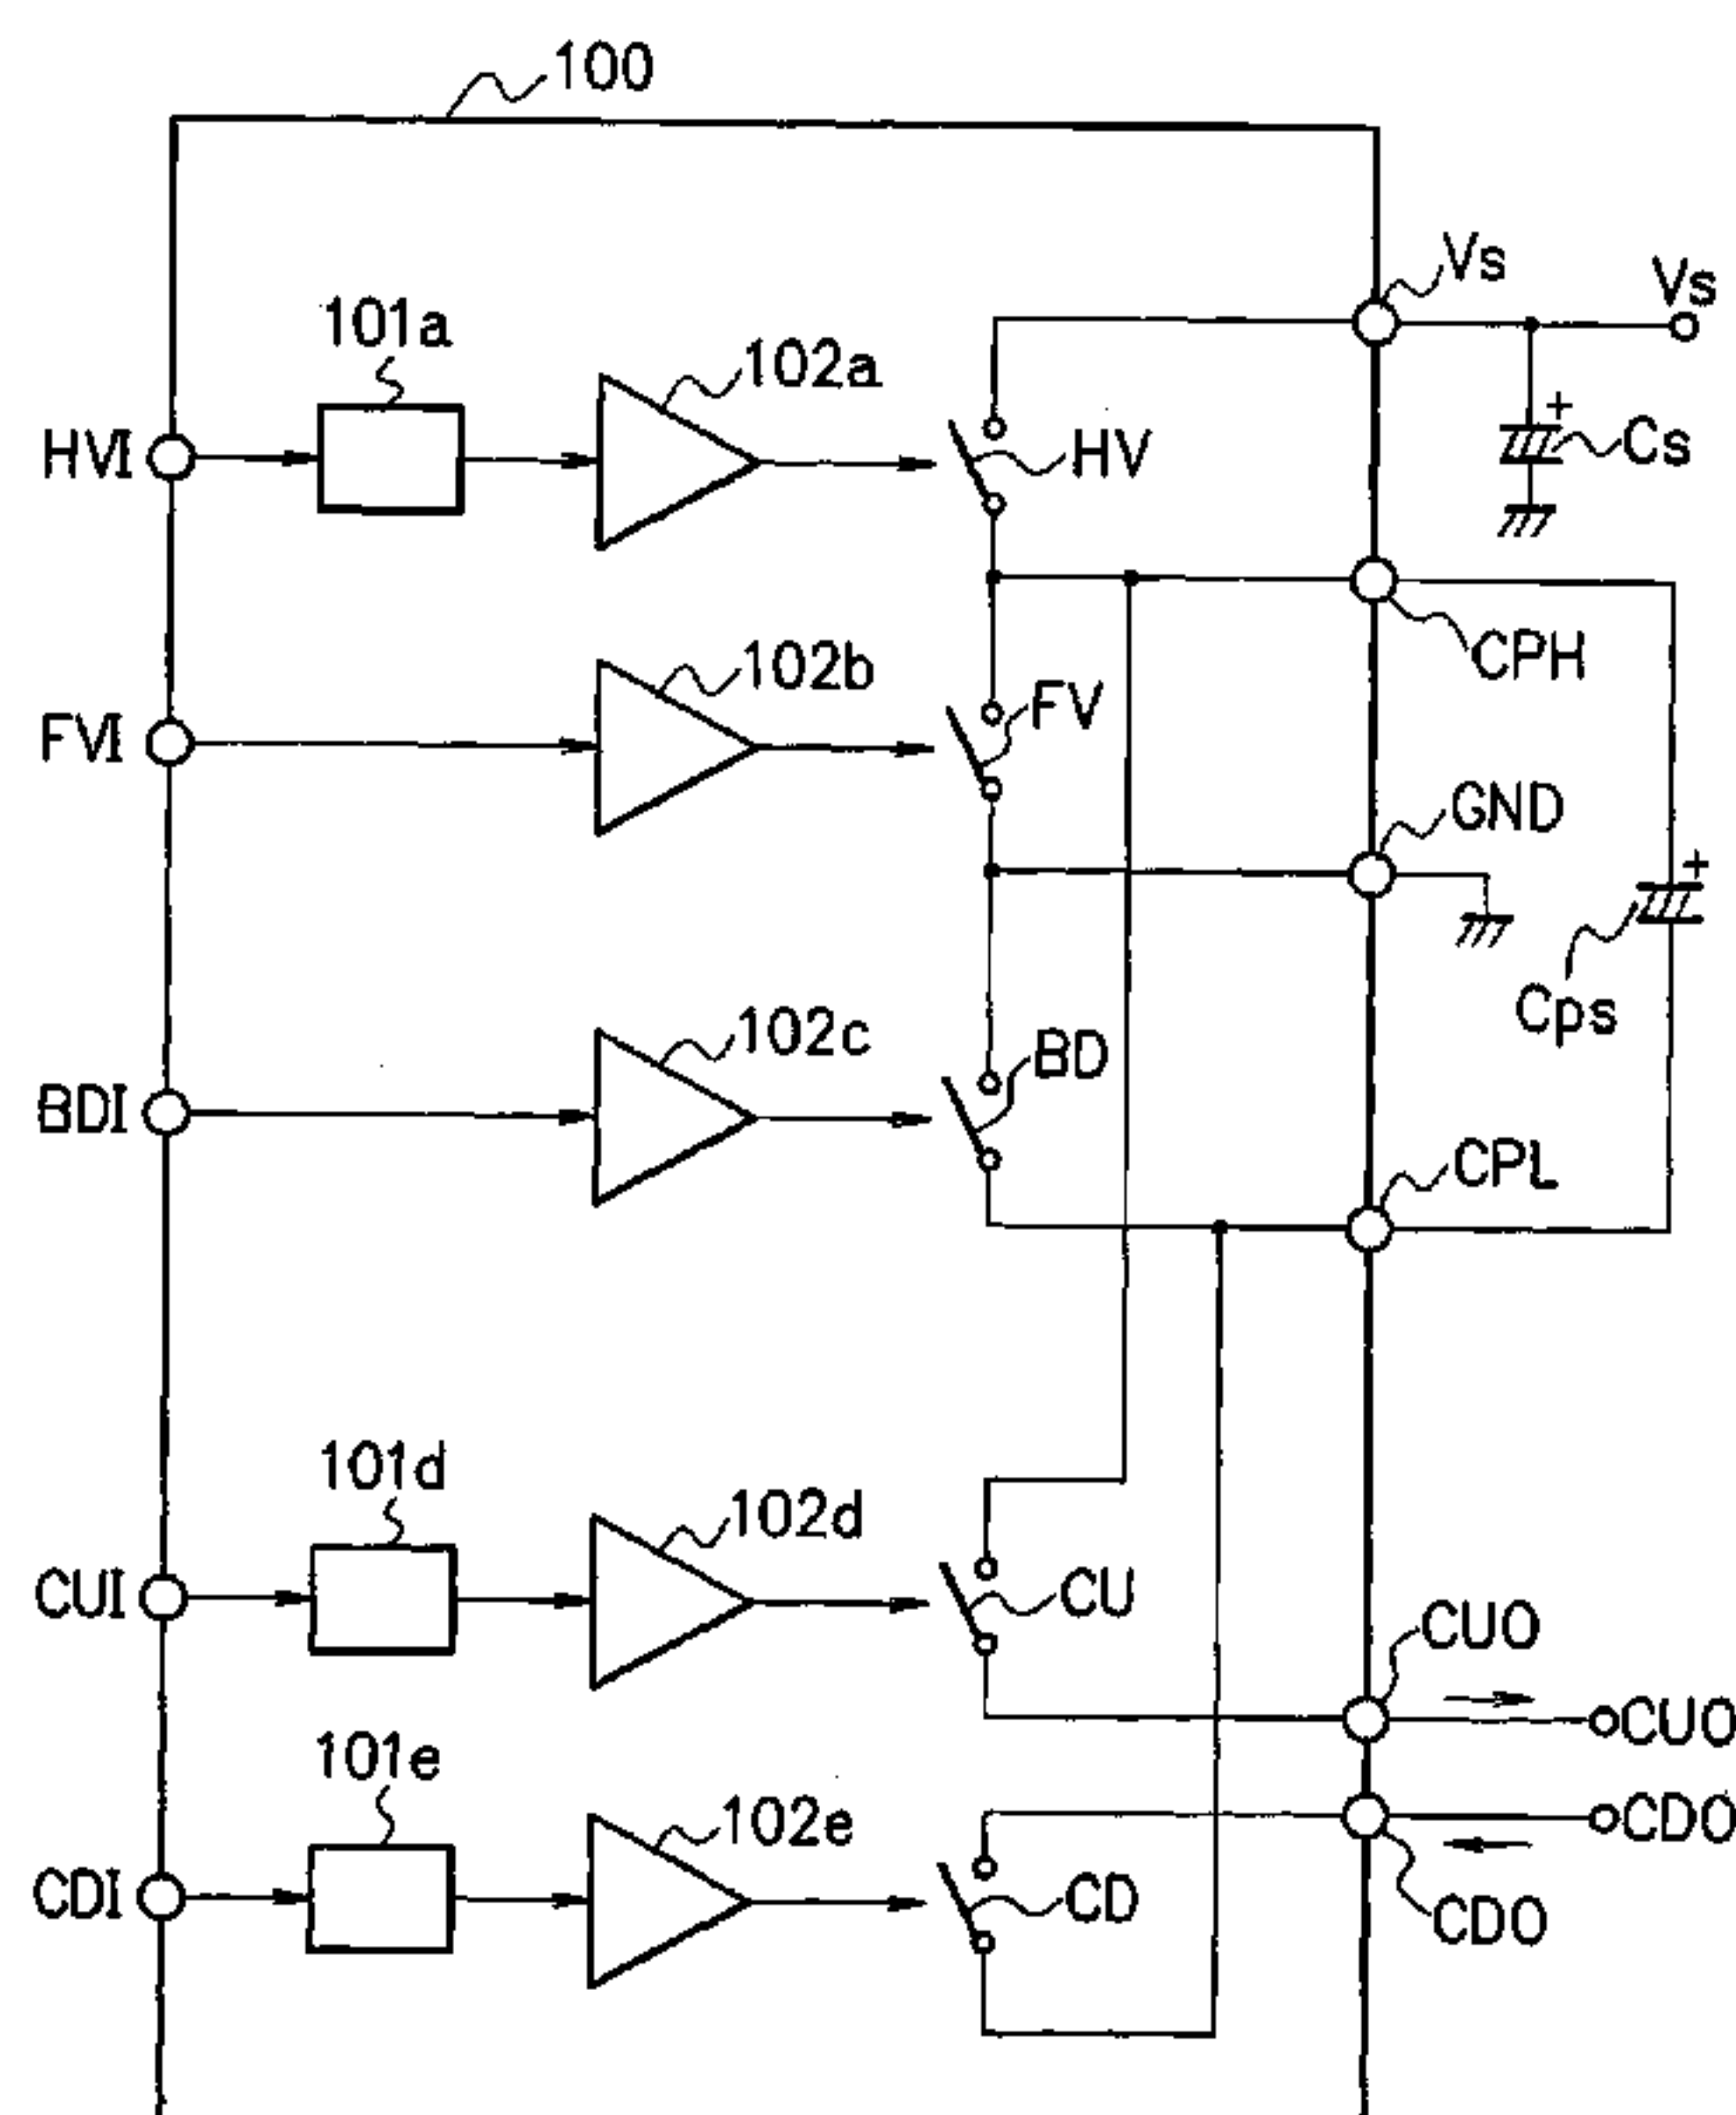 100
Vs
Vs
101a
102a
HVI
HV
+
Cs
CPH
102b
FVI
FV
GND
+
Cps
102c
BDI
BD
CPL
101d
102d
CUI
CU
CUO
CUO
101e
102e
CDO
CDI
CD
CDO